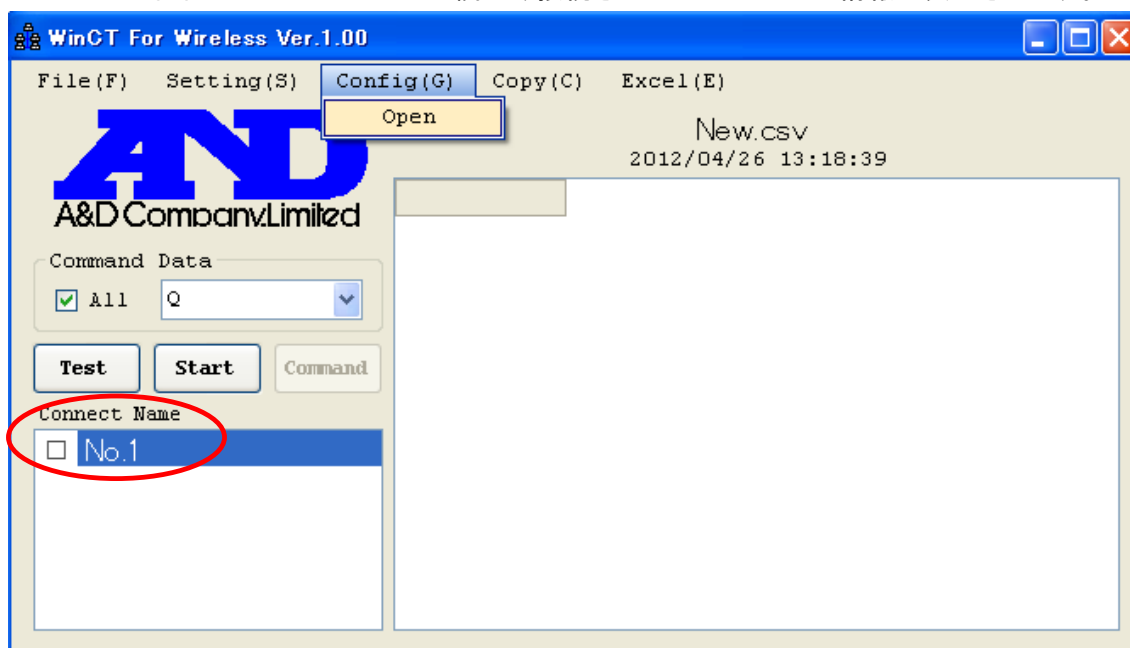 WinCT For Wireless Ver.1.00
File(F) Setting(S) Config(G) Copy(C) Excel(E)
Open
New.csv
2012/04/26 13:18:39
AND
A&D Company,Limited
Command Data
All Q
Test Start Command
Connect Name
No.1